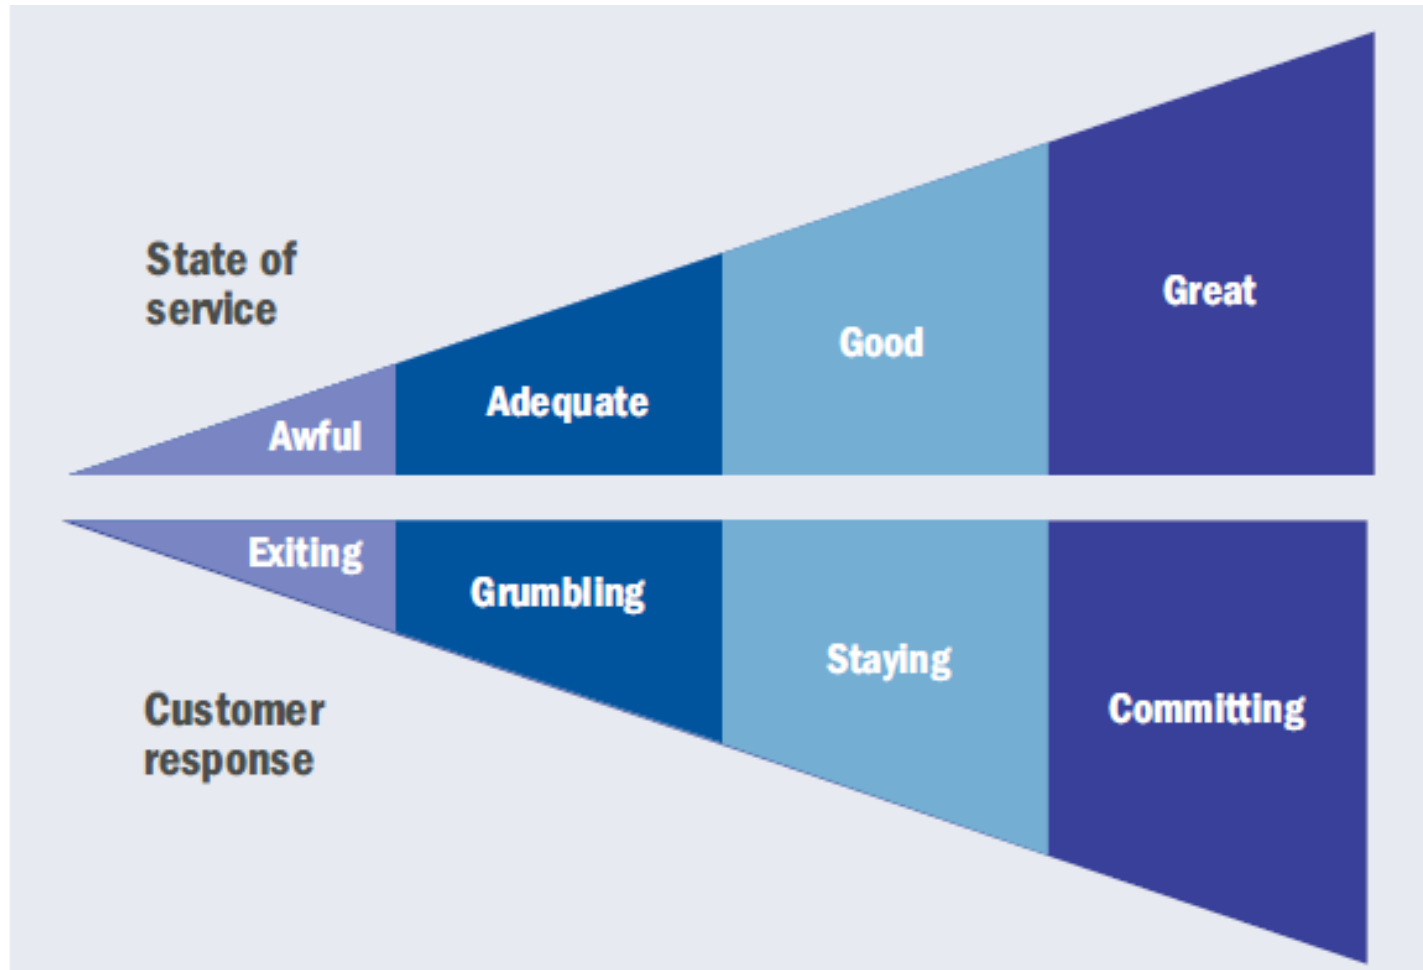 State of
service
Awful
Adequate
Good
Great
Exiting
Grumbling
Staying
Committing
Customer
response